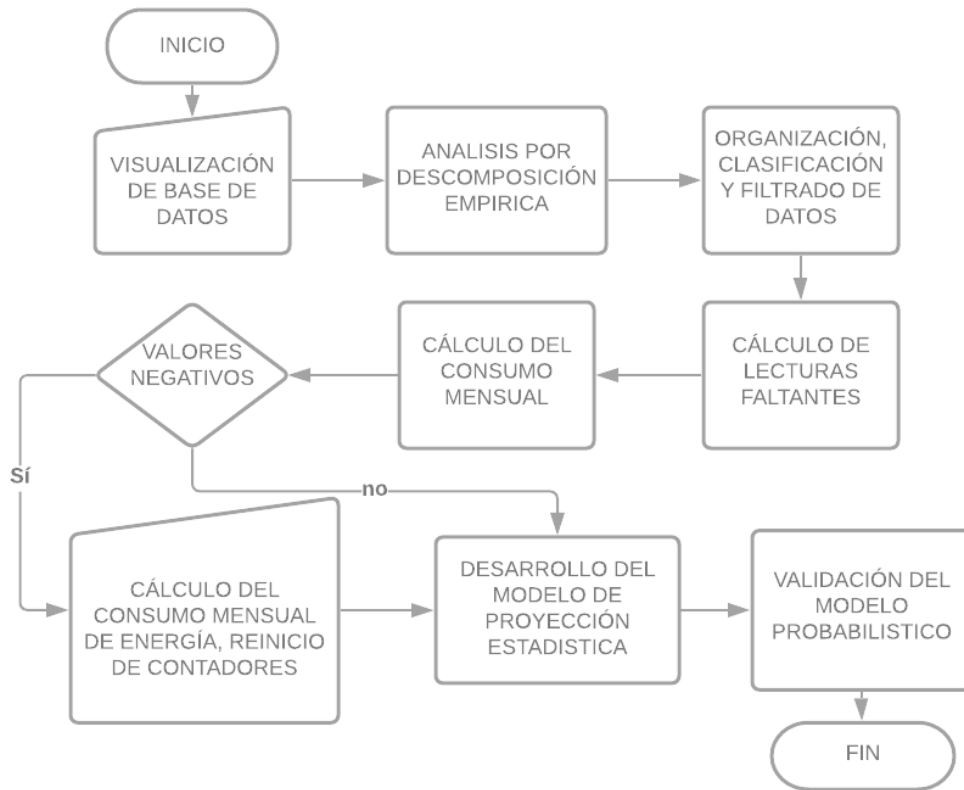 INICIO
VISUALIZACIÓN
DE BASE DE
DATOS
ANALISIS POR
DESCOMPOSICIÓN
EMPIRICA
ORGANIZACIÓN,
CLASIFICACIÓN
Y FILTRADO DE
DATOS
CÁLCULO DE
LECTURAS
FALTANTES
CÁLCULO DEL
CONSUMO
MENSUAL
VALORES
NEGATIVOS
Sí
no
CÁLCULO DEL
CONSUMO MENSUAL
DE ENERGÍA, REINICIO
DE CONTADORES
DESARROLLO DEL
MODELO DE
PROYECCIÓN
ESTADISTICA
VALIDACIÓN DEL
MODELO
PROBABILISTICO
FIN